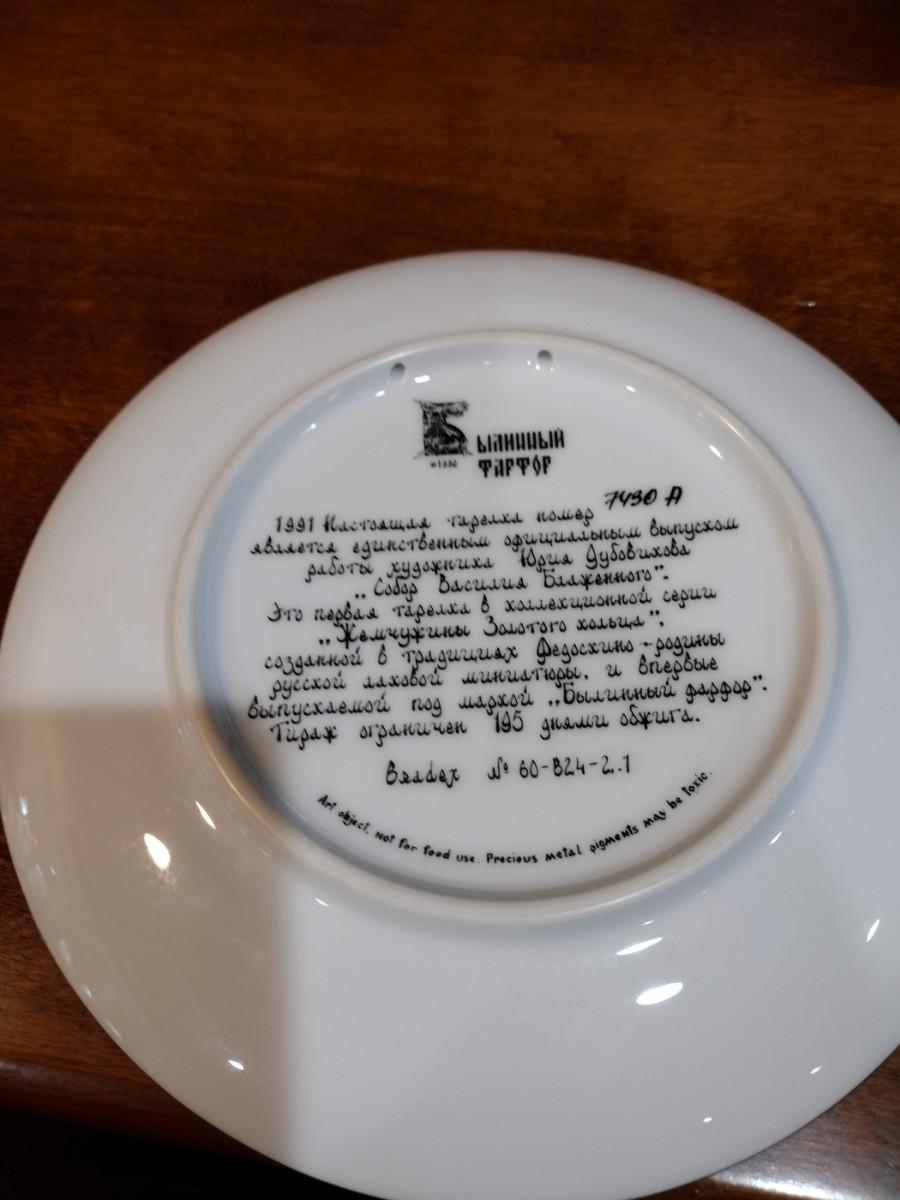 Былинный
фарфор
1991 Настоящая тарелка номер 7490 А
является единственным официальным выпуском
работы художника Юрия Дубовикова
„Собор Василия Блаженного”.
Это первая тарелка в коллекционной серии
„Жемчужины Золотого кольца”,
созданной в традициях Федоскино-родины
русской лаковой миниатюры, и впервые
выпускаемой под маркой „Былинный фарфор”.
Тираж ограничен 195 днями обжига.
Bradex № 60-B24-2.1
Art object, not for food use. Precious metal pigments may be toxic.